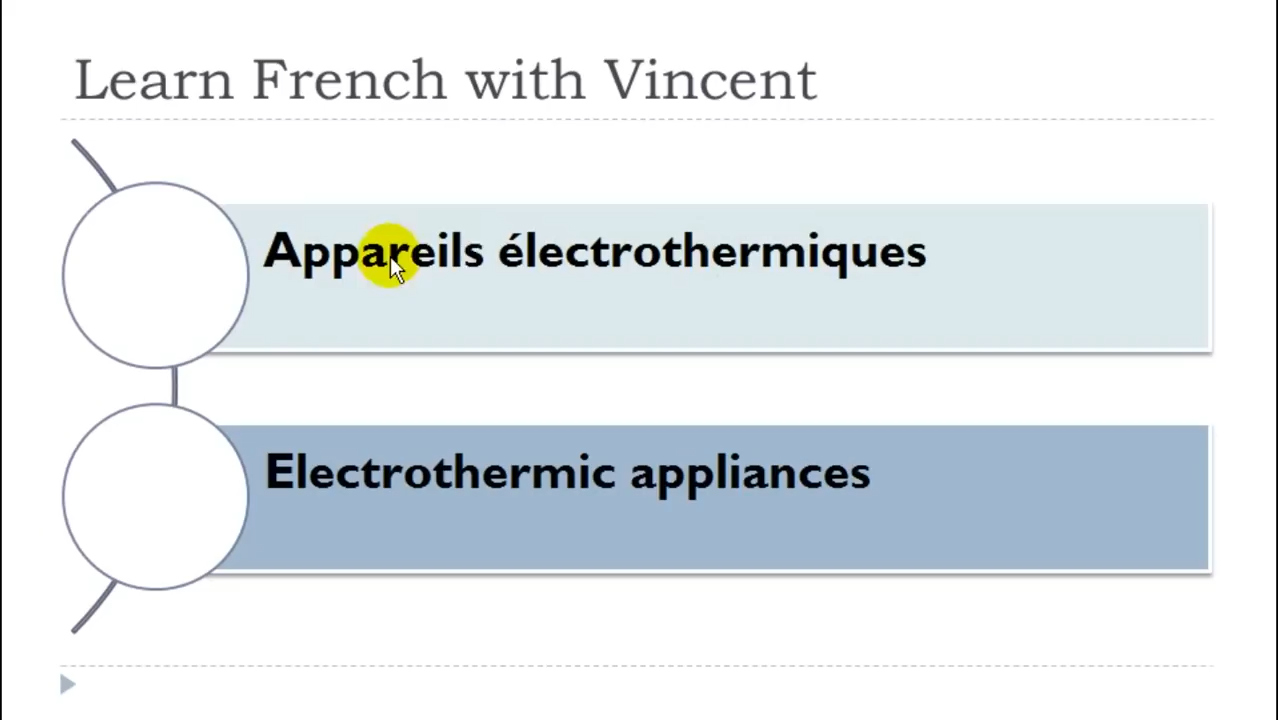 Learn French with Vincent
Appareils électrothermiques
Electrothermic appliances